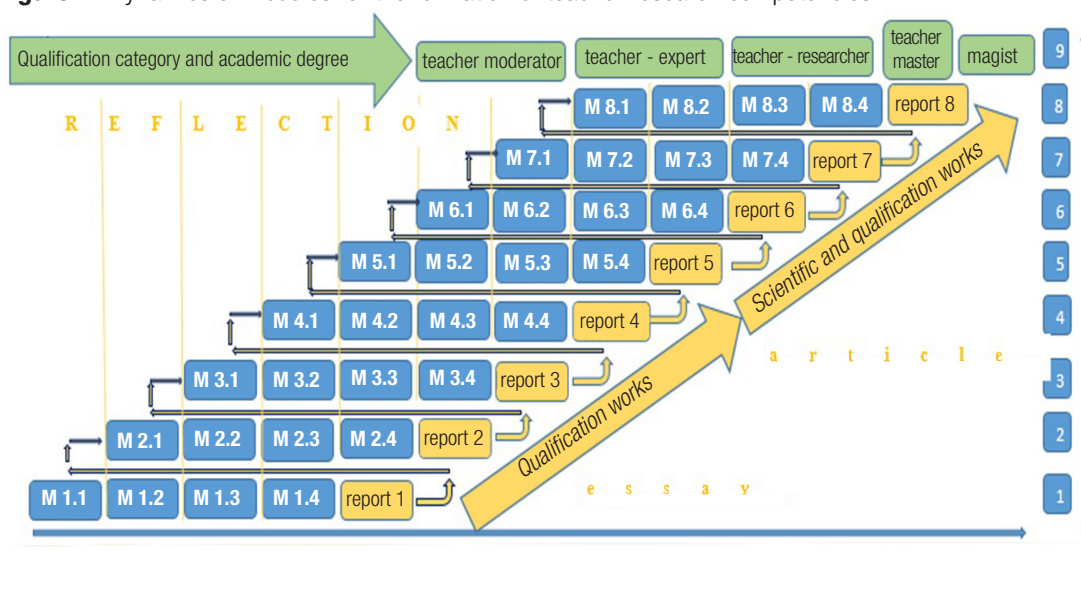 Qualification category and academic degree
teacher moderator
teacher - expert
teacher - researcher
teacher
master
magist
9
R E F L E C T I O N
M 8.1 M 8.2 M 8.3 M 8.4 report 8
8
M 7.1 M 7.2 M 7.3 M 7.4 report 7
7
M 6.1 M 6.2 M 6.3 M 6.4 report 6
6
M 5.1 M 5.2 M 5.3 M 5.4 report 5
5
Scientific and qualification works
M 4.1 M 4.2 M 4.3 M 4.4 report 4
4
a r t i c l e
M 3.1 M 3.2 M 3.3 M 3.4 report 3
3
Qualification works
M 2.1 M 2.2 M 2.3 M 2.4 report 2
2
e s s a y
M 1.1 M 1.2 M 1.3 M 1.4 report 1
1